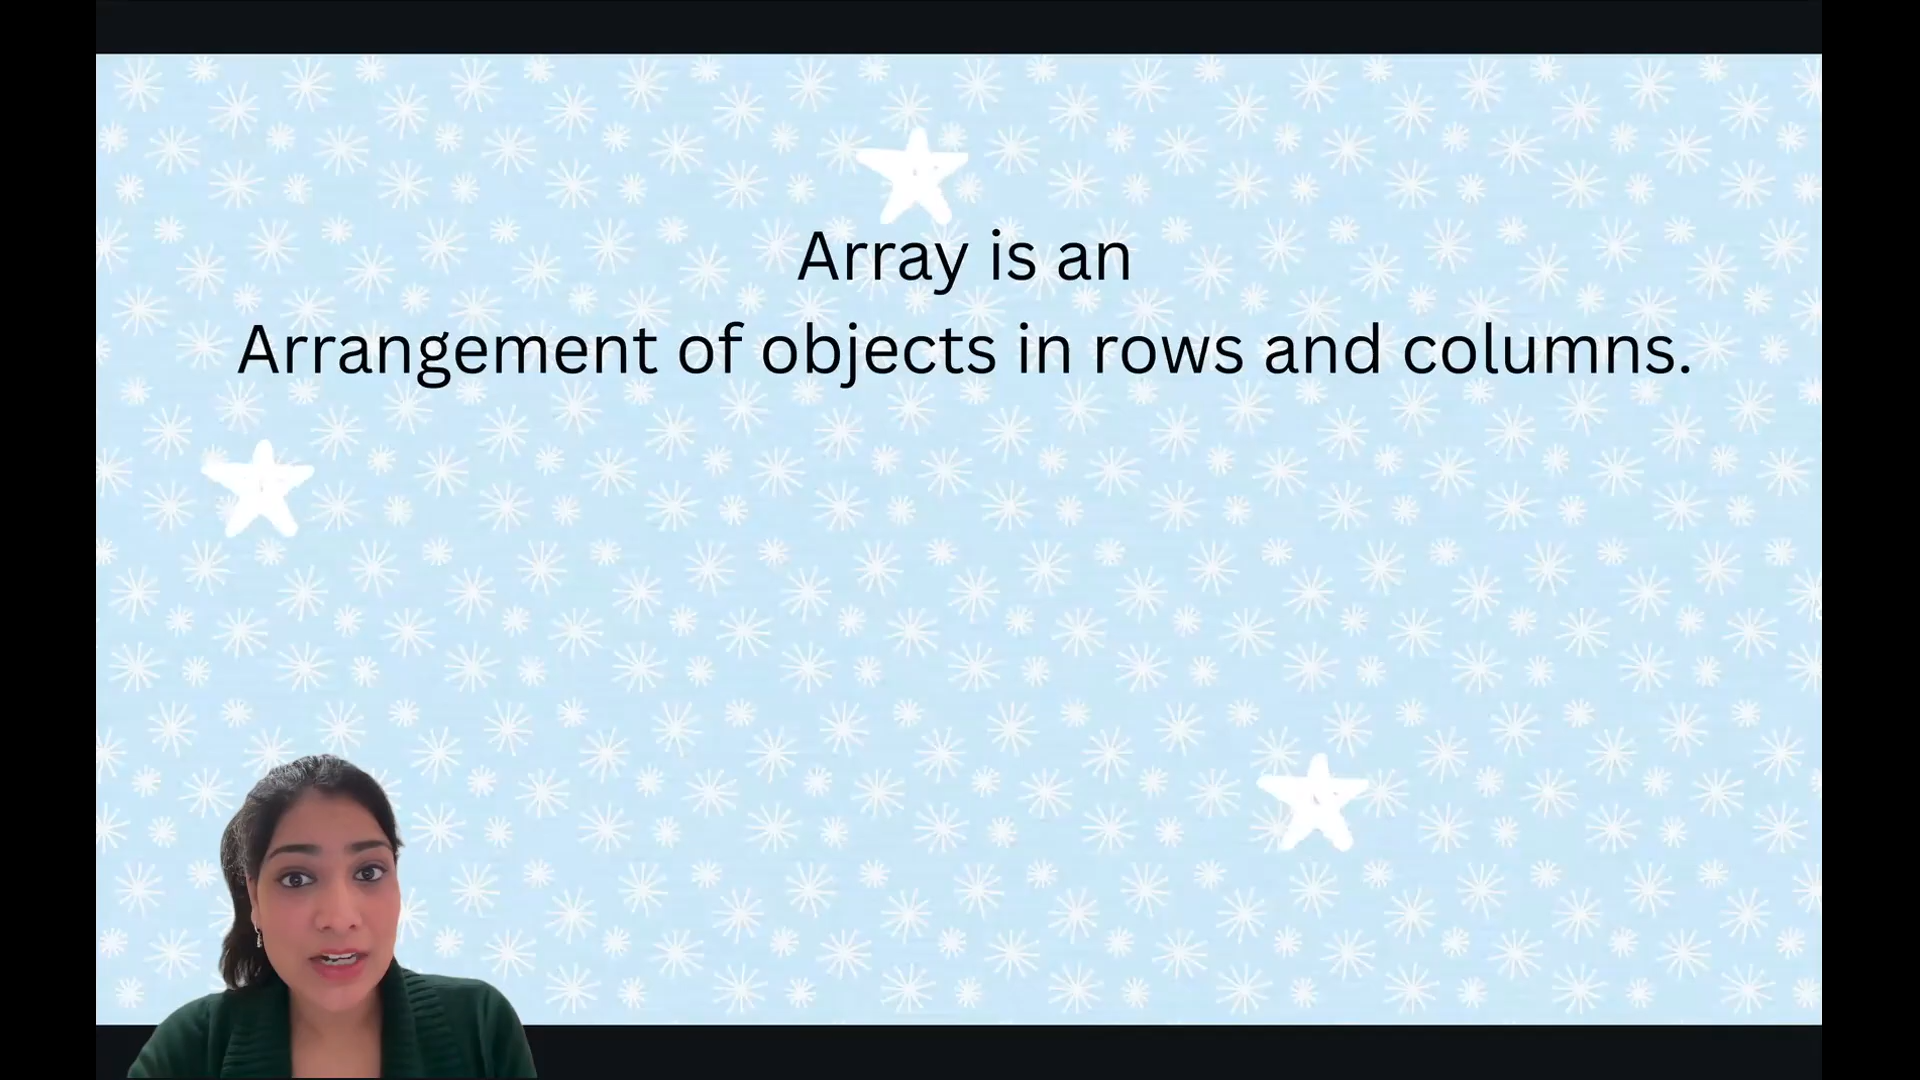 Array is an
Arrangement of objects in rows and columns.